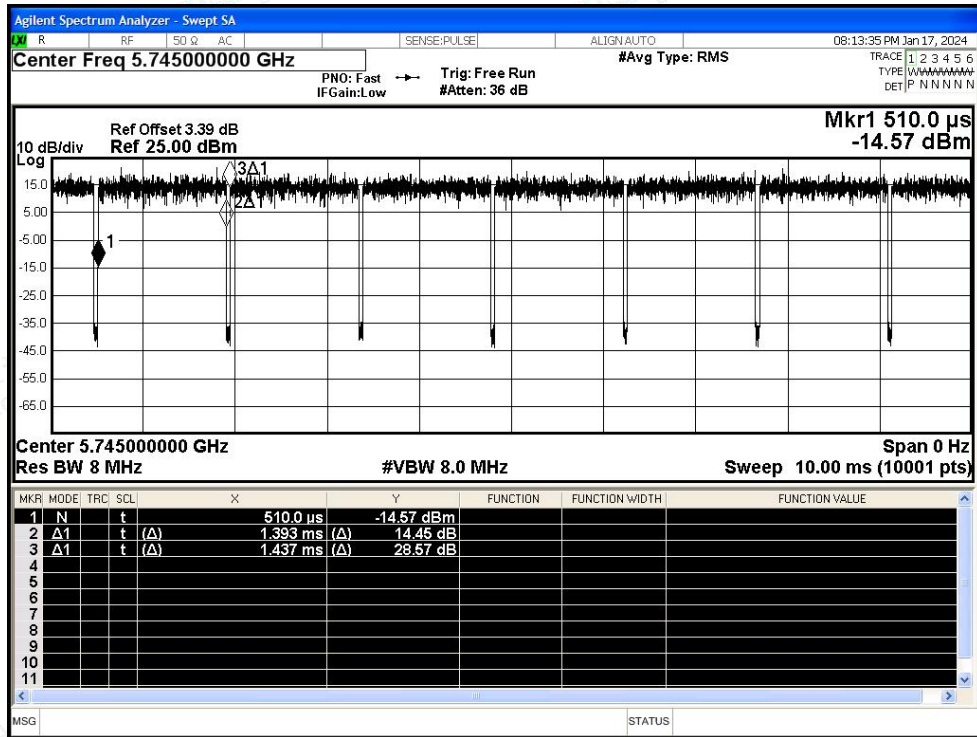 Agilent Spectrum Analyzer - Swept SA
LXI R RF 50 Ω AC SENSE:PULSE ALIGN AUTO 08:13:35 PM Jan 17, 2024
Center Freq 5.745000000 GHz
PNO: Fast
IFGain:Low
Trig: Free Run
#Atten: 36 dB
#Avg Type: RMS
TRACE 1 2 3 4 5 6
TYPE
DET P N N N N N
Mkr1 510.0 µs
-14.57 dBm
Ref Offset 3.39 dB
10 dB/div Ref 25.00 dBm
Log
3Δ1
15.0
2Δ1
5.00
-5.00
1
-15.0
-25.0
-35.0
-45.0
-55.0
-65.0
Center 5.745000000 GHz Span 0 Hz
Res BW 8 MHz #VBW 8.0 MHz Sweep 10.00 ms (10001 pts)
MKR MODE TRC SCL X Y FUNCTION FUNCTION WIDTH FUNCTION VALUE
1 N t 510.0 µs -14.57 dBm
2 Δ1 t (Δ) 1.393 ms (Δ) 14.45 dB
3 Δ1 t (Δ) 1.437 ms (Δ) 28.57 dB
4
5
6
7
8
9
10
11
MSG STATUS